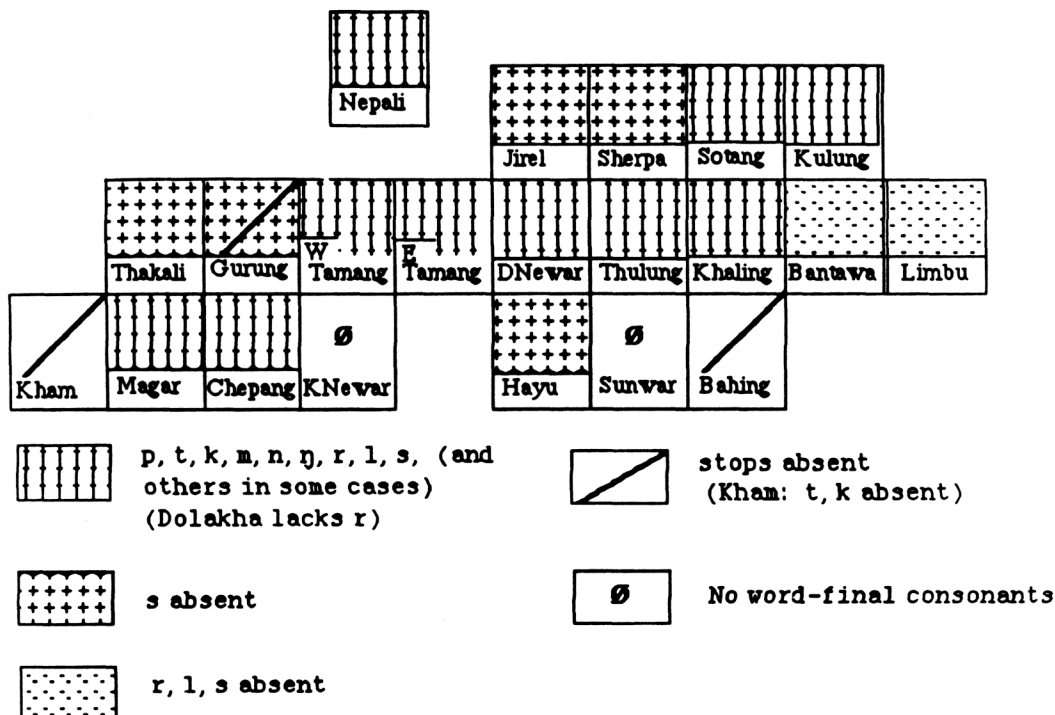 Nepali
Jirel Sherpa Sotang Kulung
W E
Thakali Gurung Tamang Tamang DNewar Thulung Khaling Bantawa Limbu
Ø Ø
Kham Magar Chepang KNewar Hayu Sunwar Bahing
p, t, k, m, n, ŋ, r, l, s, (and
others in some cases)
(Dolakha lacks r)
stops absent
(Kham: t, k absent)
s absent
Ø No word-final consonants
r, l, s absent